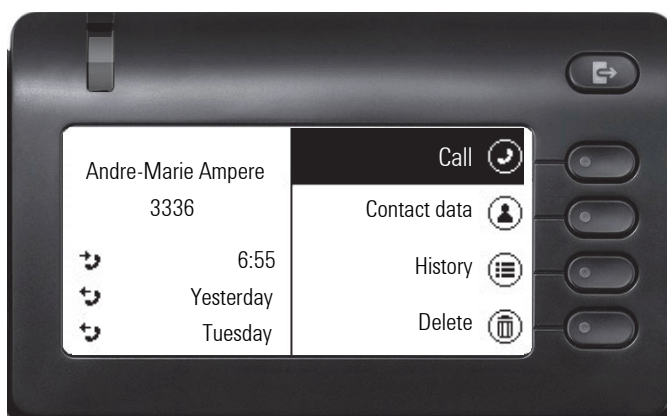 Andre-Marie Ampere
3336
6:55
Yesterday
Tuesday
Call
Contact data
History
Delete